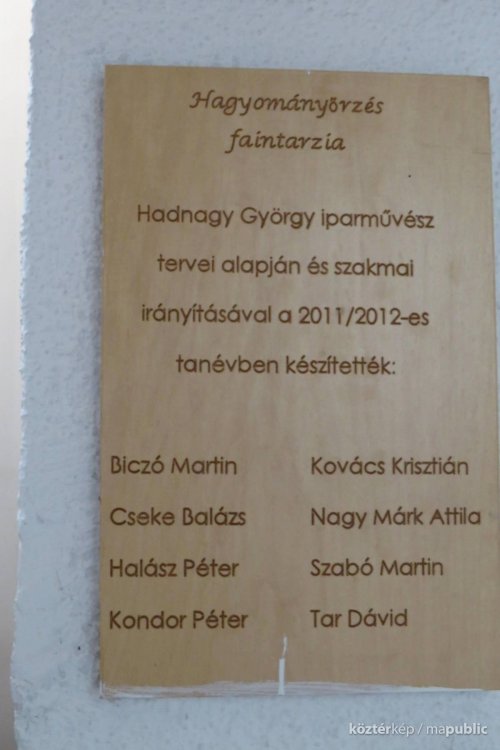 Hagyományőrzés
faintarzia
Hadnagy György iparművész
tervei alapján és szakmai
irányításával a 2011/2012-es
tanévben készítették:
Biczó Martin Kovács Krisztián
Cseke Balázs Nagy Márk Attila
Halász Péter Szabó Martin
Kondor Péter Tar Dávid
köztérkép / mapublic